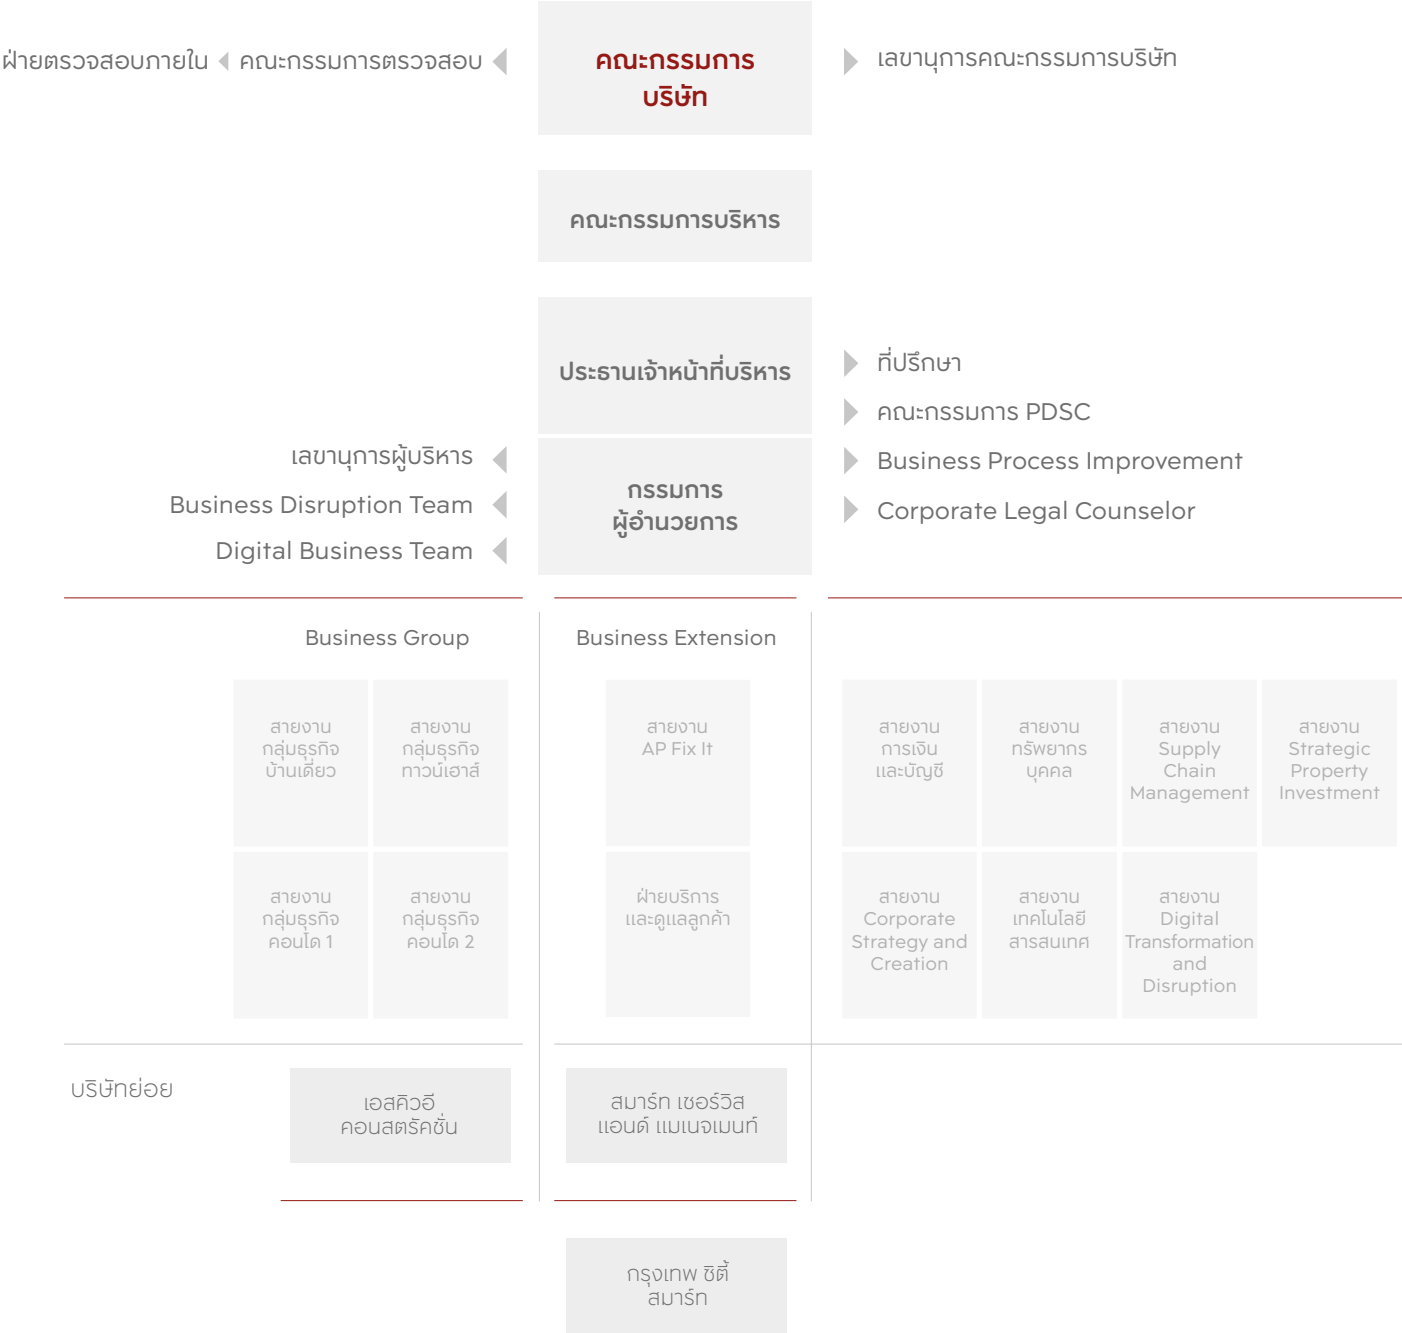 ฝ่ายตรวจสอบภายใน
คณะกรรมการตรวจสอบ
คณะกรรมการ
บริษัท
เลขานุการคณะกรรมการบริษัท
คณะกรรมการบริหาร
ประธานเจ้าหน้าที่บริหาร
ที่ปรึกษา
คณะกรรมการ PDSC
Business Process Improvement
Corporate Legal Counselor
เลขานุการผู้บริหาร
Business Disruption Team
Digital Business Team
กรรมการ
ผู้อำนวยการ
Business Group
Business Extension
สายงาน
กลุ่มธุรกิจ
บ้านเดี่ยว
สายงาน
กลุ่มธุรกิจ
ทาวน์เฮาส์
สายงาน
AP Fix It
สายงาน
การเงิน
และบัญชี
สายงาน
ทรัพยากร
บุคคล
สายงาน
Supply
Chain
Management
สายงาน
Strategic
Property
Investment
สายงาน
กลุ่มธุรกิจ
คอนโด 1
สายงาน
กลุ่มธุรกิจ
คอนโด 2
ฝ่ายบริการ
และดูแลลูกค้า
สายงาน
Corporate
Strategy and
Creation
สายงาน
เทคโนโลยี
สารสนเทศ
สายงาน
Digital
Transformation
and
Disruption
บริษัทย่อย
เอสคิวอี
คอนสตรัคชั่น
สมาร์ท เซอร์วิส
แอนด์ แมเนจเมนท์
กรุงเทพ ซิตี้
สมาร์ท